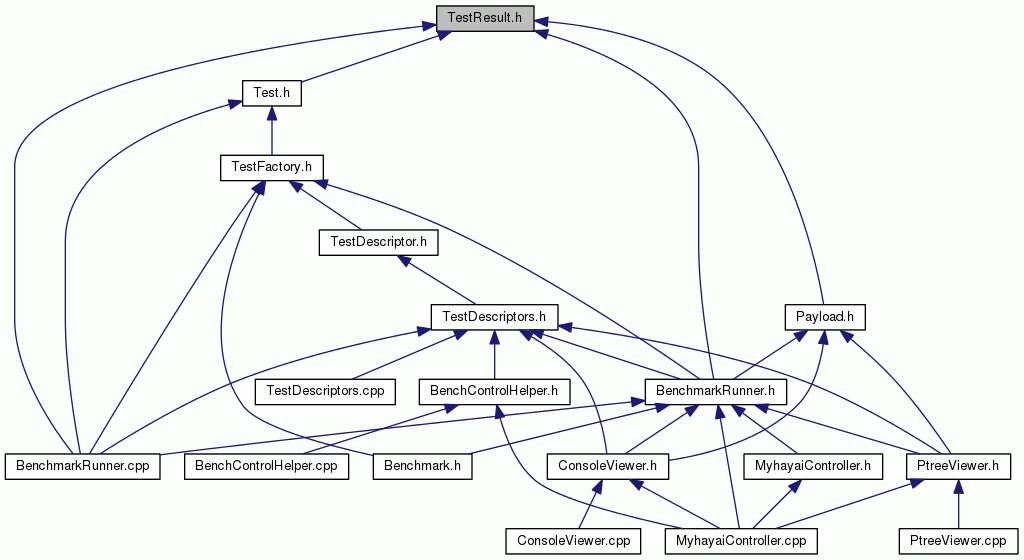 TestResult.h
Test.h
TestFactory.h
TestDescriptor.h
TestDescriptors.h
Payload.h
TestDescriptors.cpp
BenchControlHelper.h
BenchmarkRunner.h
BenchmarkRunner.cpp
BenchControlHelper.cpp
Benchmark.h
ConsoleViewer.h
MyhayaiController.h
PtreeViewer.h
ConsoleViewer.cpp
MyhayaiController.cpp
PtreeViewer.cpp